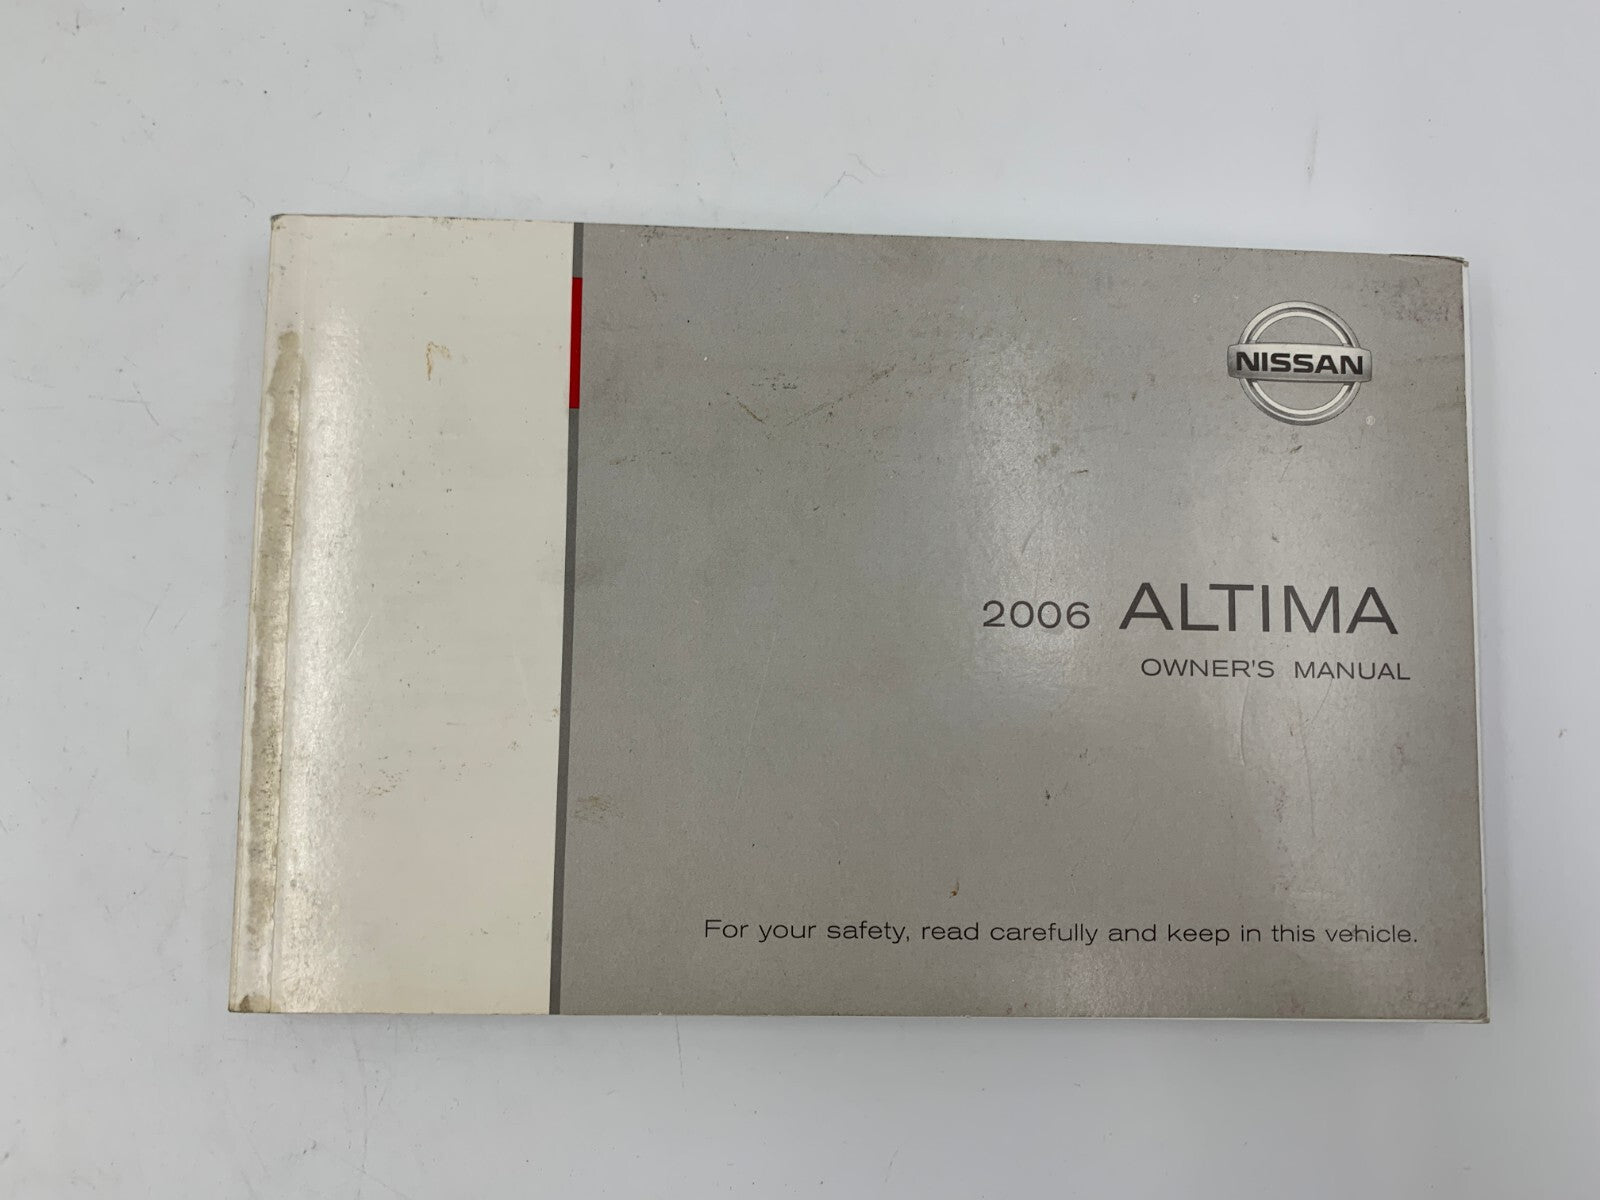 NISSAN
®
2006 ALTIMA
OWNER'S MANUAL
For your safety, read carefully and keep in this vehicle.